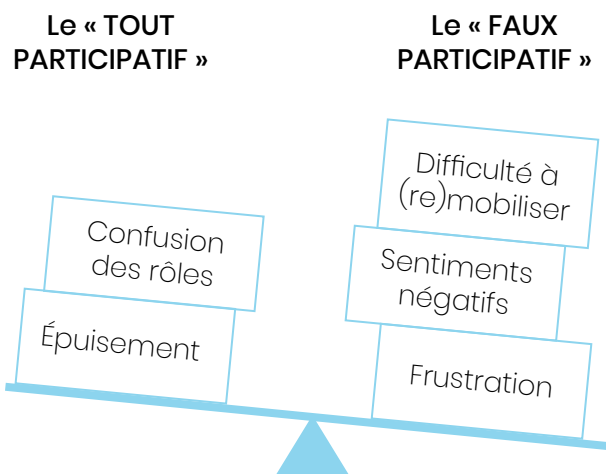 Le « TOUT
PARTICIPATIF »
Le « FAUX
PARTICIPATIF »
Confusion
des rôles
Épuisement
Difficulté à
(re)mobiliser
Sentiments
négatifs
Frustration